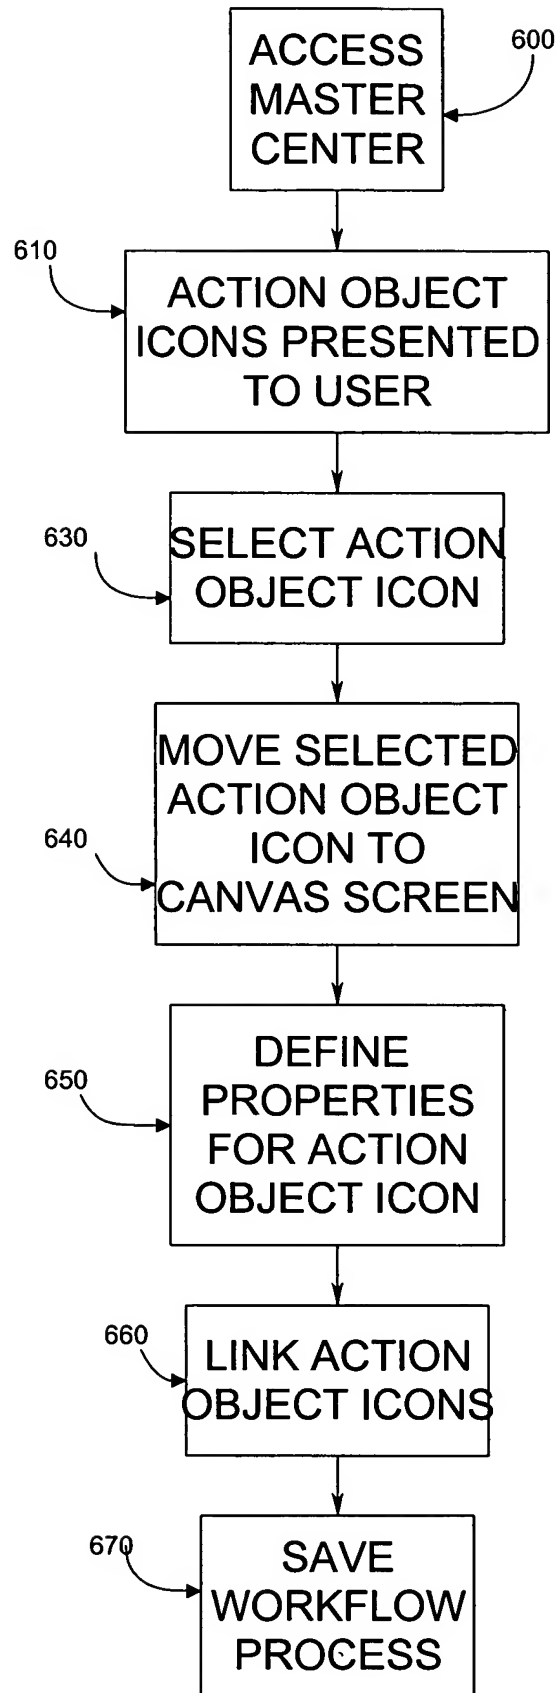 600
ACCESS
MASTER
CENTER
610
ACTION OBJECT
ICONS PRESENTED
TO USER
630
SELECT ACTION
OBJECT ICON
640
MOVE SELECTED
ACTION OBJECT
ICON TO
CANVAS SCREEN
650
DEFINE
PROPERTIES
FOR ACTION
OBJECT ICON
660
LINK ACTION
OBJECT ICONS
670
SAVE
WORKFLOW
PROCESS